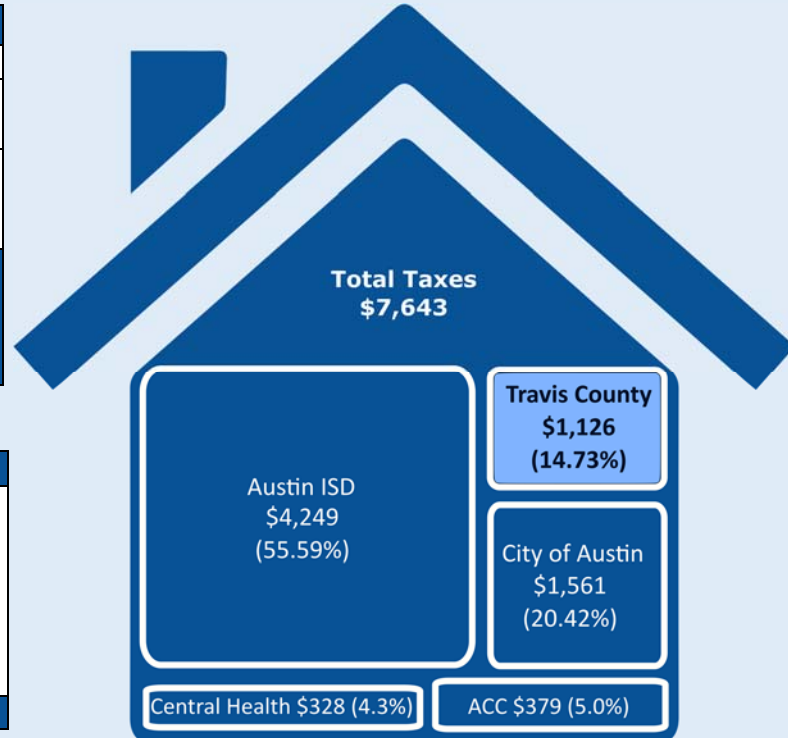 Total Taxes
$7,643
Austin ISD
$4,249
(55.59%)
Travis County
$1,126
(14.73%)
City of Austin
$1,561
(20.42%)
Central Health $328 (4.3%)
ACC $379 (5.0%)